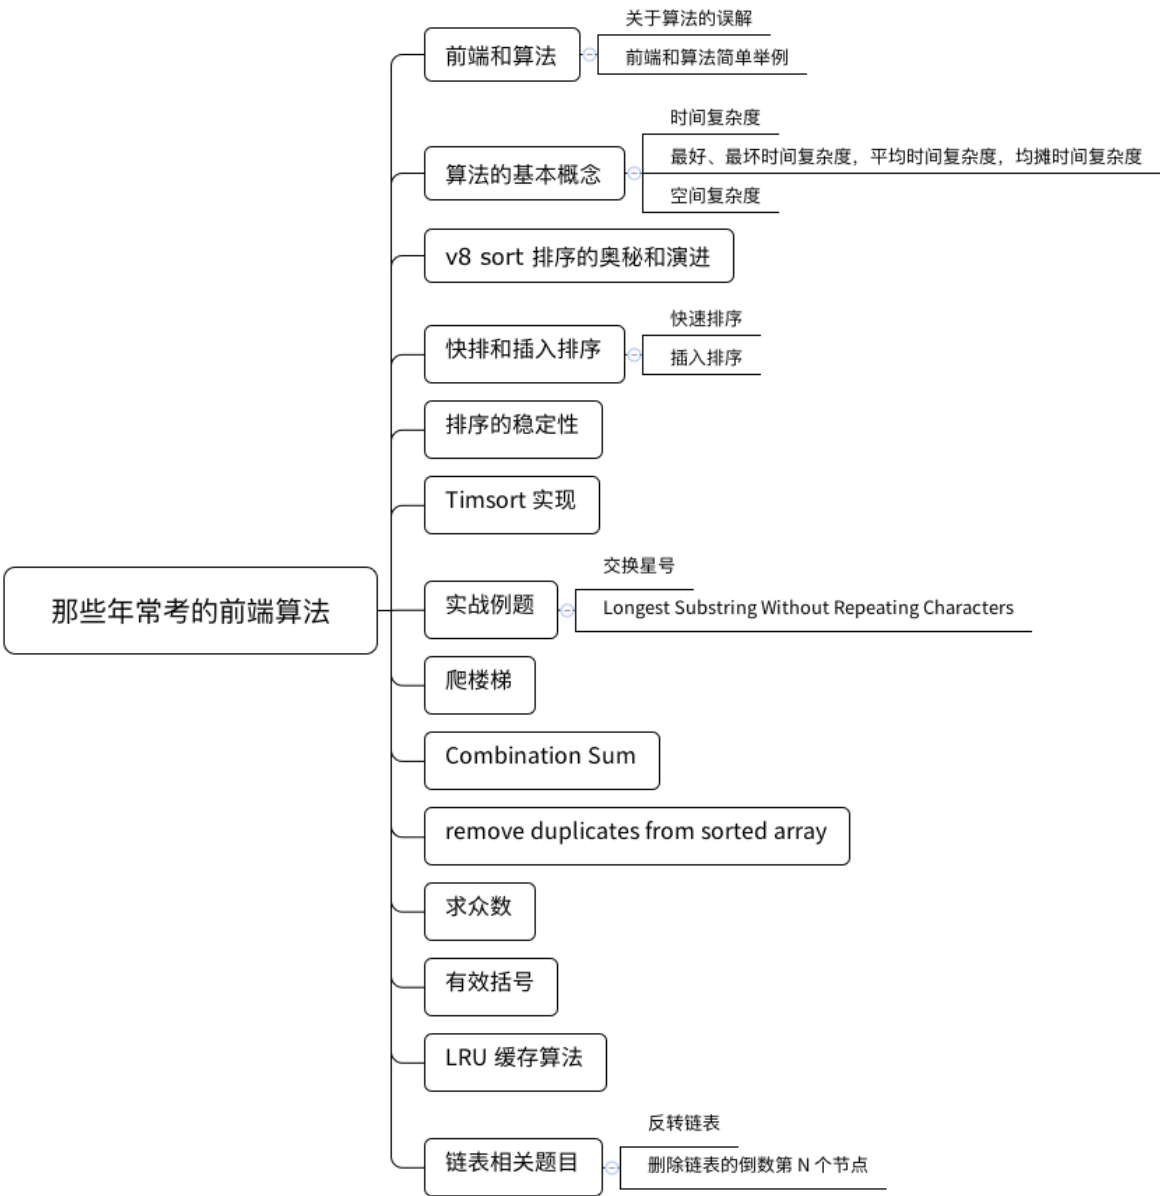 那些年常考的前端算法
前端和算法
关于算法的误解
前端和算法简单举例
算法的基本概念
时间复杂度
最好、最坏时间复杂度，平均时间复杂度，均摊时间复杂度
空间复杂度
v8 sort 排序的奥秘和演进
快排和插入排序
快速排序
插入排序
排序的稳定性
Timsort 实现
实战例题
交换星号
Longest Substring Without Repeating Characters
爬楼梯
Combination Sum
remove duplicates from sorted array
求众数
有效括号
LRU 缓存算法
链表相关题目
反转链表
删除链表的倒数第 N 个节点